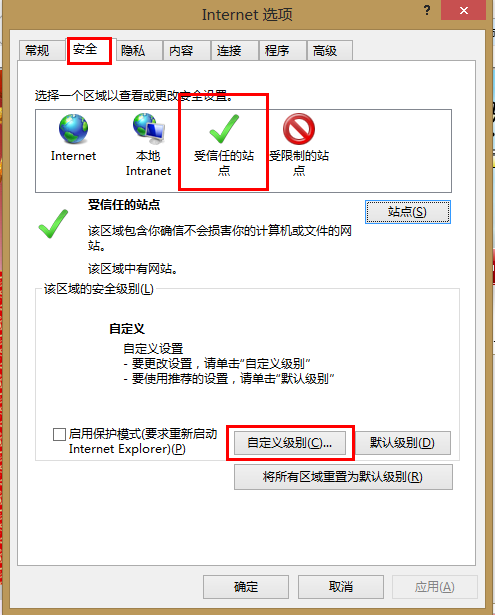 Internet 选项
?
常规 安全 隐私 内容 连接 程序 高级
选择一个区域以查看或更改安全设置。
Internet
本地
Intranet
受信任的站
点
受限制的站
点
受信任的站点
站点(S)
该区域包含你确信不会损害你的计算机或文件的网
站。
该区域中有网站。
该区域的安全级别(L)
自定义
自定义设置
- 要更改设置，请单击“自定义级别”
- 要使用推荐的设置，请单击“默认级别”
启用保护模式(要求重新启动
Internet Explorer)(P)
自定义级别(C)...
默认级别(D)
将所有区域重置为默认级别(R)
确定 取消 应用(A)